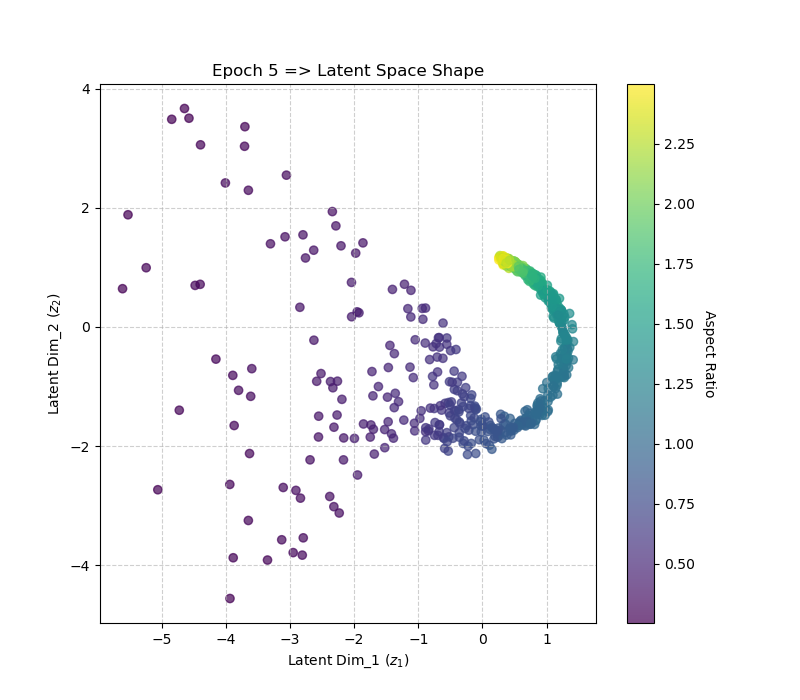 Epoch 5 => Latent Space Shape
4
2
0
−2
−4
Latent Dim_2 (z₂)
−5 −4 −3 −2 −1 0 1
Latent Dim_1 (z₁)
2.25
2.00
1.75
1.50
1.25
1.00
0.75
0.50
Aspect Ratio